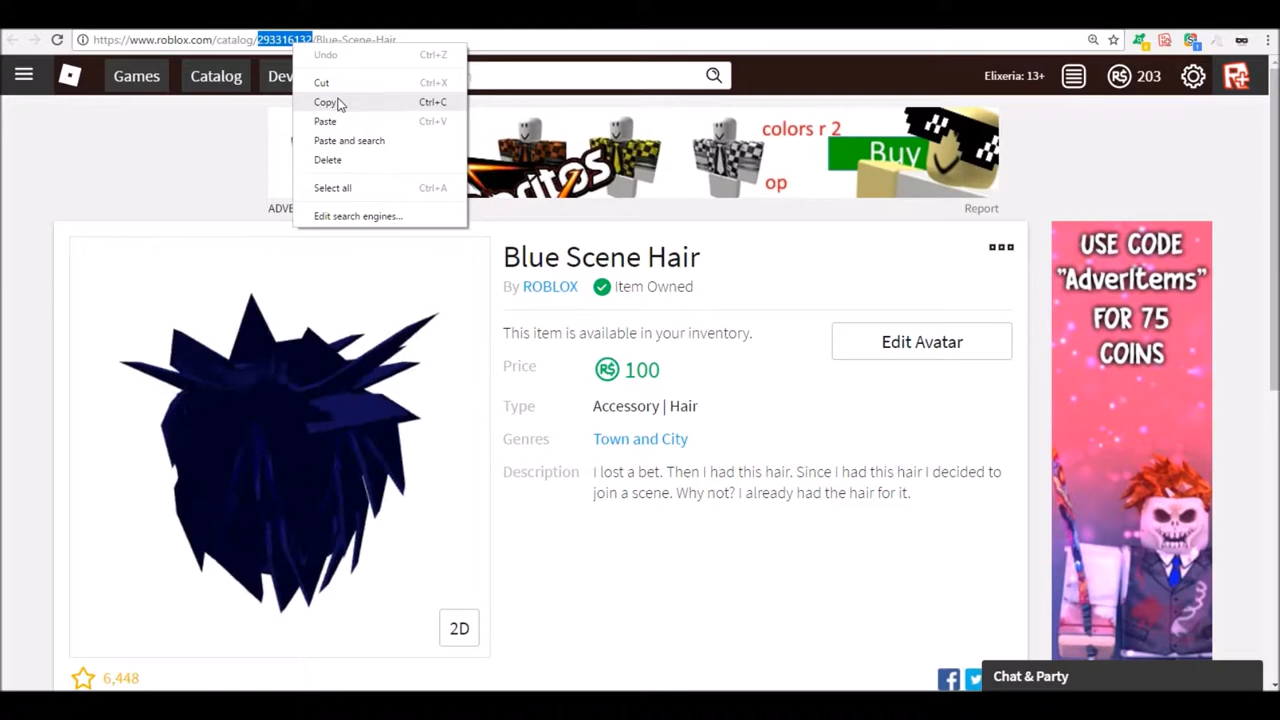 https://www.roblox.com/catalog/293316132/Blue-Scene-Hair
Undo Ctrl+Z
Cut Ctrl+X
Copy Ctrl+C
Paste Ctrl+V
Paste and search
Delete
Select all Ctrl+A
Edit search engines...
Games Catalog Dev
Elixeria: 13+ R$ 203
colors r 2
Buy
op
ritos
ADVE
Report
Blue Scene Hair
By ROBLOX Item Owned
This item is available in your inventory.
Edit Avatar
Price R$ 100
Type Accessory | Hair
Genres Town and City
Description I lost a bet. Then I had this hair. Since I had this hair I decided to
join a scene. Why not? I already had the hair for it.
2D
6,448
USE CODE
"AdverItems"
FOR 75
COINS
Chat & Party